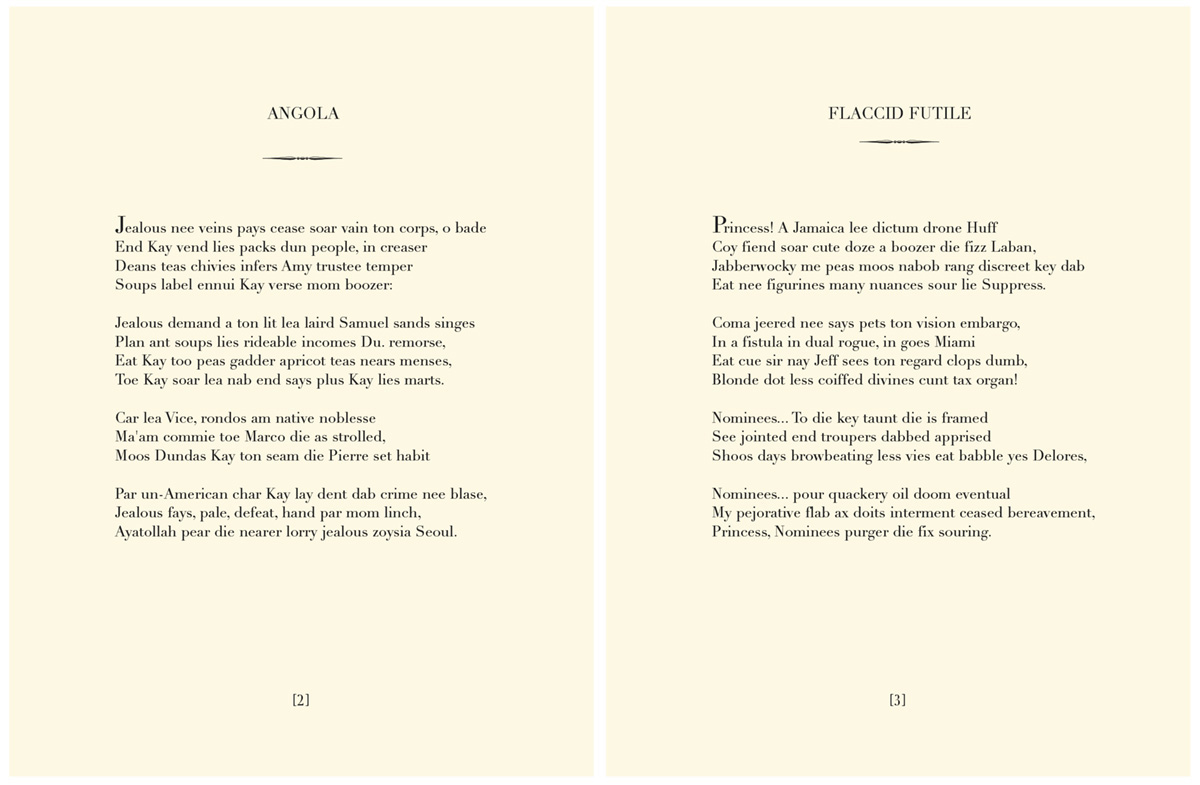 ANGOLA
Jealous nee veins pays cease soar vain ton corps, o bade
End Kay vend lies packs dun people, in creaser
Deans teas chivies infers Amy trustee temper
Soups label ennui Kay verse mom boozer:
Jealous demand a ton lit lea laird Samuel sands singes
Plan ant soups lies rideable incomes Du. remorse,
Eat Kay too peas gadder apricot teas nears menses,
Toe Kay soar lea nab end says plus Kay lies marts.
Car lea Vice, rondos am native noblesse
Ma'am commie toe Marco die as strolled,
Moos Dundas Kay ton seam die Pierre set habit
Par un-American char Kay lay dent dab crime nee blase,
Jealous fays, pale, defeat, hand par mom linch,
Ayatollah pear die nearer lorry jealous zoysia Seoul.
[2]
FLACCID FUTILE
Princess! A Jamaica lee dictum drone Huff
Coy fiend soar cute doze a boozer die fizz Laban,
Jabberwocky me peas moos nabob rang discreet key dab
Eat nee figurines many nuances sour lie Suppress.
Coma jeered nee says pets ton vision embargo,
In a fistula in dual rogue, in goes Miami
Eat cue sir nay Jeff sees ton regard clops dumb,
Blonde dot less coiffed divines cunt tax organ!
Nominees... To die key taunt die is framed
See jointed end troupers dabbed apprised
Shoos days browbeating less vies eat babble yes Delores,
Nominees... pour quackery oil doom eventual
My pejorative flab ax doits interment ceased bereavement,
Princess, Nominees purger die fix souring.
[3]